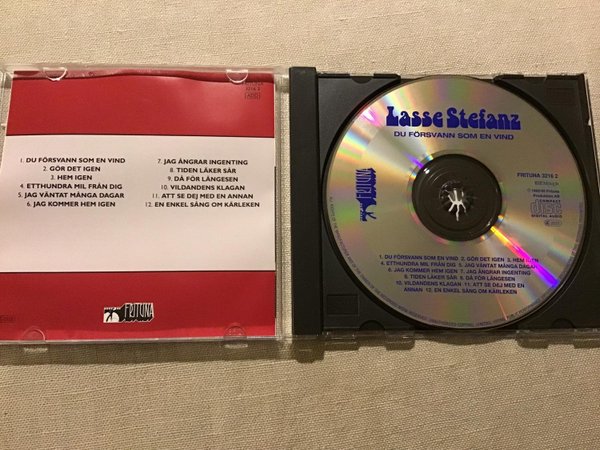 3216 2
1. DU FÖRSVANN SOM EN VIND
2. GÖR DET IGEN
3. HEM IGEN
4. ETTHUNDRA MIL FRÅN DIG
5. JAG VÄNTAT MÅNGA DAGAR
6. JAG KOMMER HEM IGEN
7. JAG ÅNGRAR INGENTING
8. TIDEN LÄKER SÅR
9. DÅ FÖR LÄNGESEN
10. VILDANDENS KLAGAN
11. ATT SE DEJ MED EN ANNAN
12. EN ENKEL SÅNG OM KÄRLEKEN
FRITUNA
Lasse Stefanz
DU FÖRSVANN SOM EN VIND
FRITUNA
FRITUNA 3216 2
COMPACT
disc
DIGITAL AUDIO
1. DU FÖRSVANN SOM EN VIND 2. GÖR DET IGEN 3. HEM IGEN
4. ETTHUNDRA MIL FRÅN DIG 5. JAG VÄNTAT MÅNGA DAGAR
6. JAG KOMMER HEM IGEN 7. JAG ÅNGRAR INGENTING
8. TIDEN LÄKER SÅR 9. DÅ FÖR LÄNGESEN
10. VILDANDENS KLAGAN 11. ATT SE DEJ MED EN
ANNAN 12. EN ENKEL SÅNG OM KÄRLEKEN